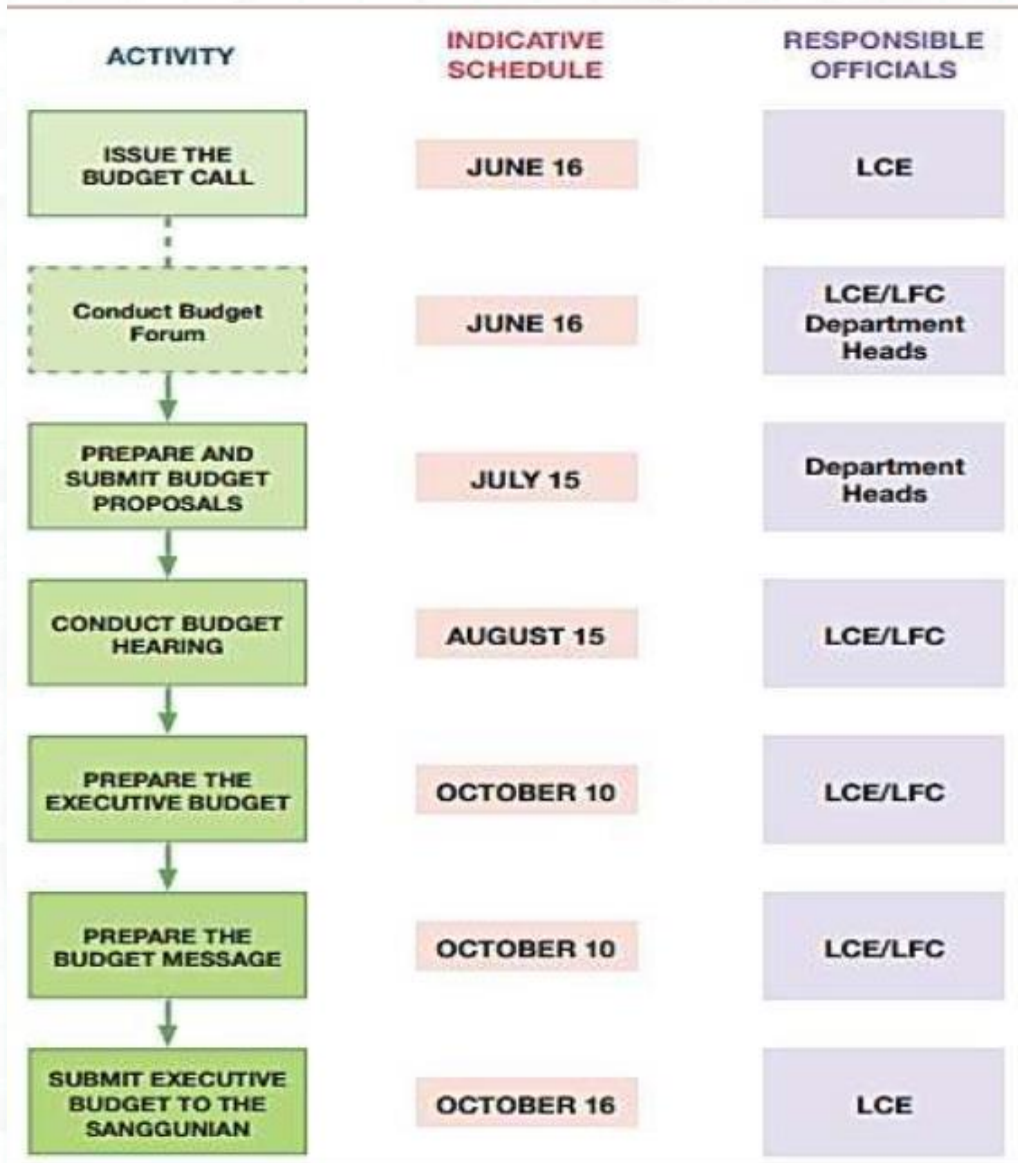 ACTIVITY
INDICATIVE
SCHEDULE
RESPONSIBLE
OFFICIALS
ISSUE THE
BUDGET CALL
JUNE 16
LCE
Conduct Budget
Forum
JUNE 16
LCE/LFC
Department
Heads
PREPARE AND
SUBMIT BUDGET
PROPOSALS
JULY 15
Department
Heads
CONDUCT BUDGET
HEARING
AUGUST 15
LCE/LFC
PREPARE THE
EXECUTIVE BUDGET
OCTOBER 10
LCE/LFC
PREPARE THE
BUDGET MESSAGE
OCTOBER 10
LCE/LFC
SUBMIT EXECUTIVE
BUDGET TO THE
SANGGUNIAN
OCTOBER 16
LCE